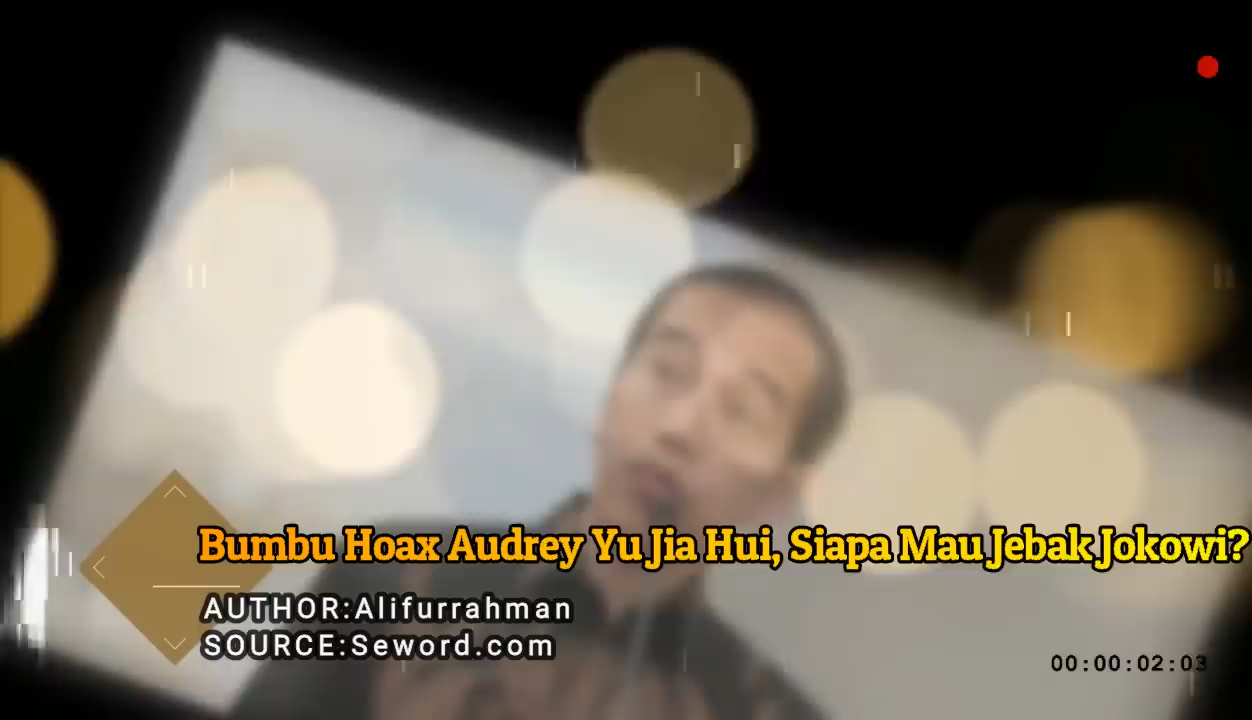 Bumbu Hoax Audrey Yu Jia Hui, Siapa Mau Jebak Jokowi?
AUTHOR:Alifurrahman
SOURCE:Seword.com
00:00:02:03